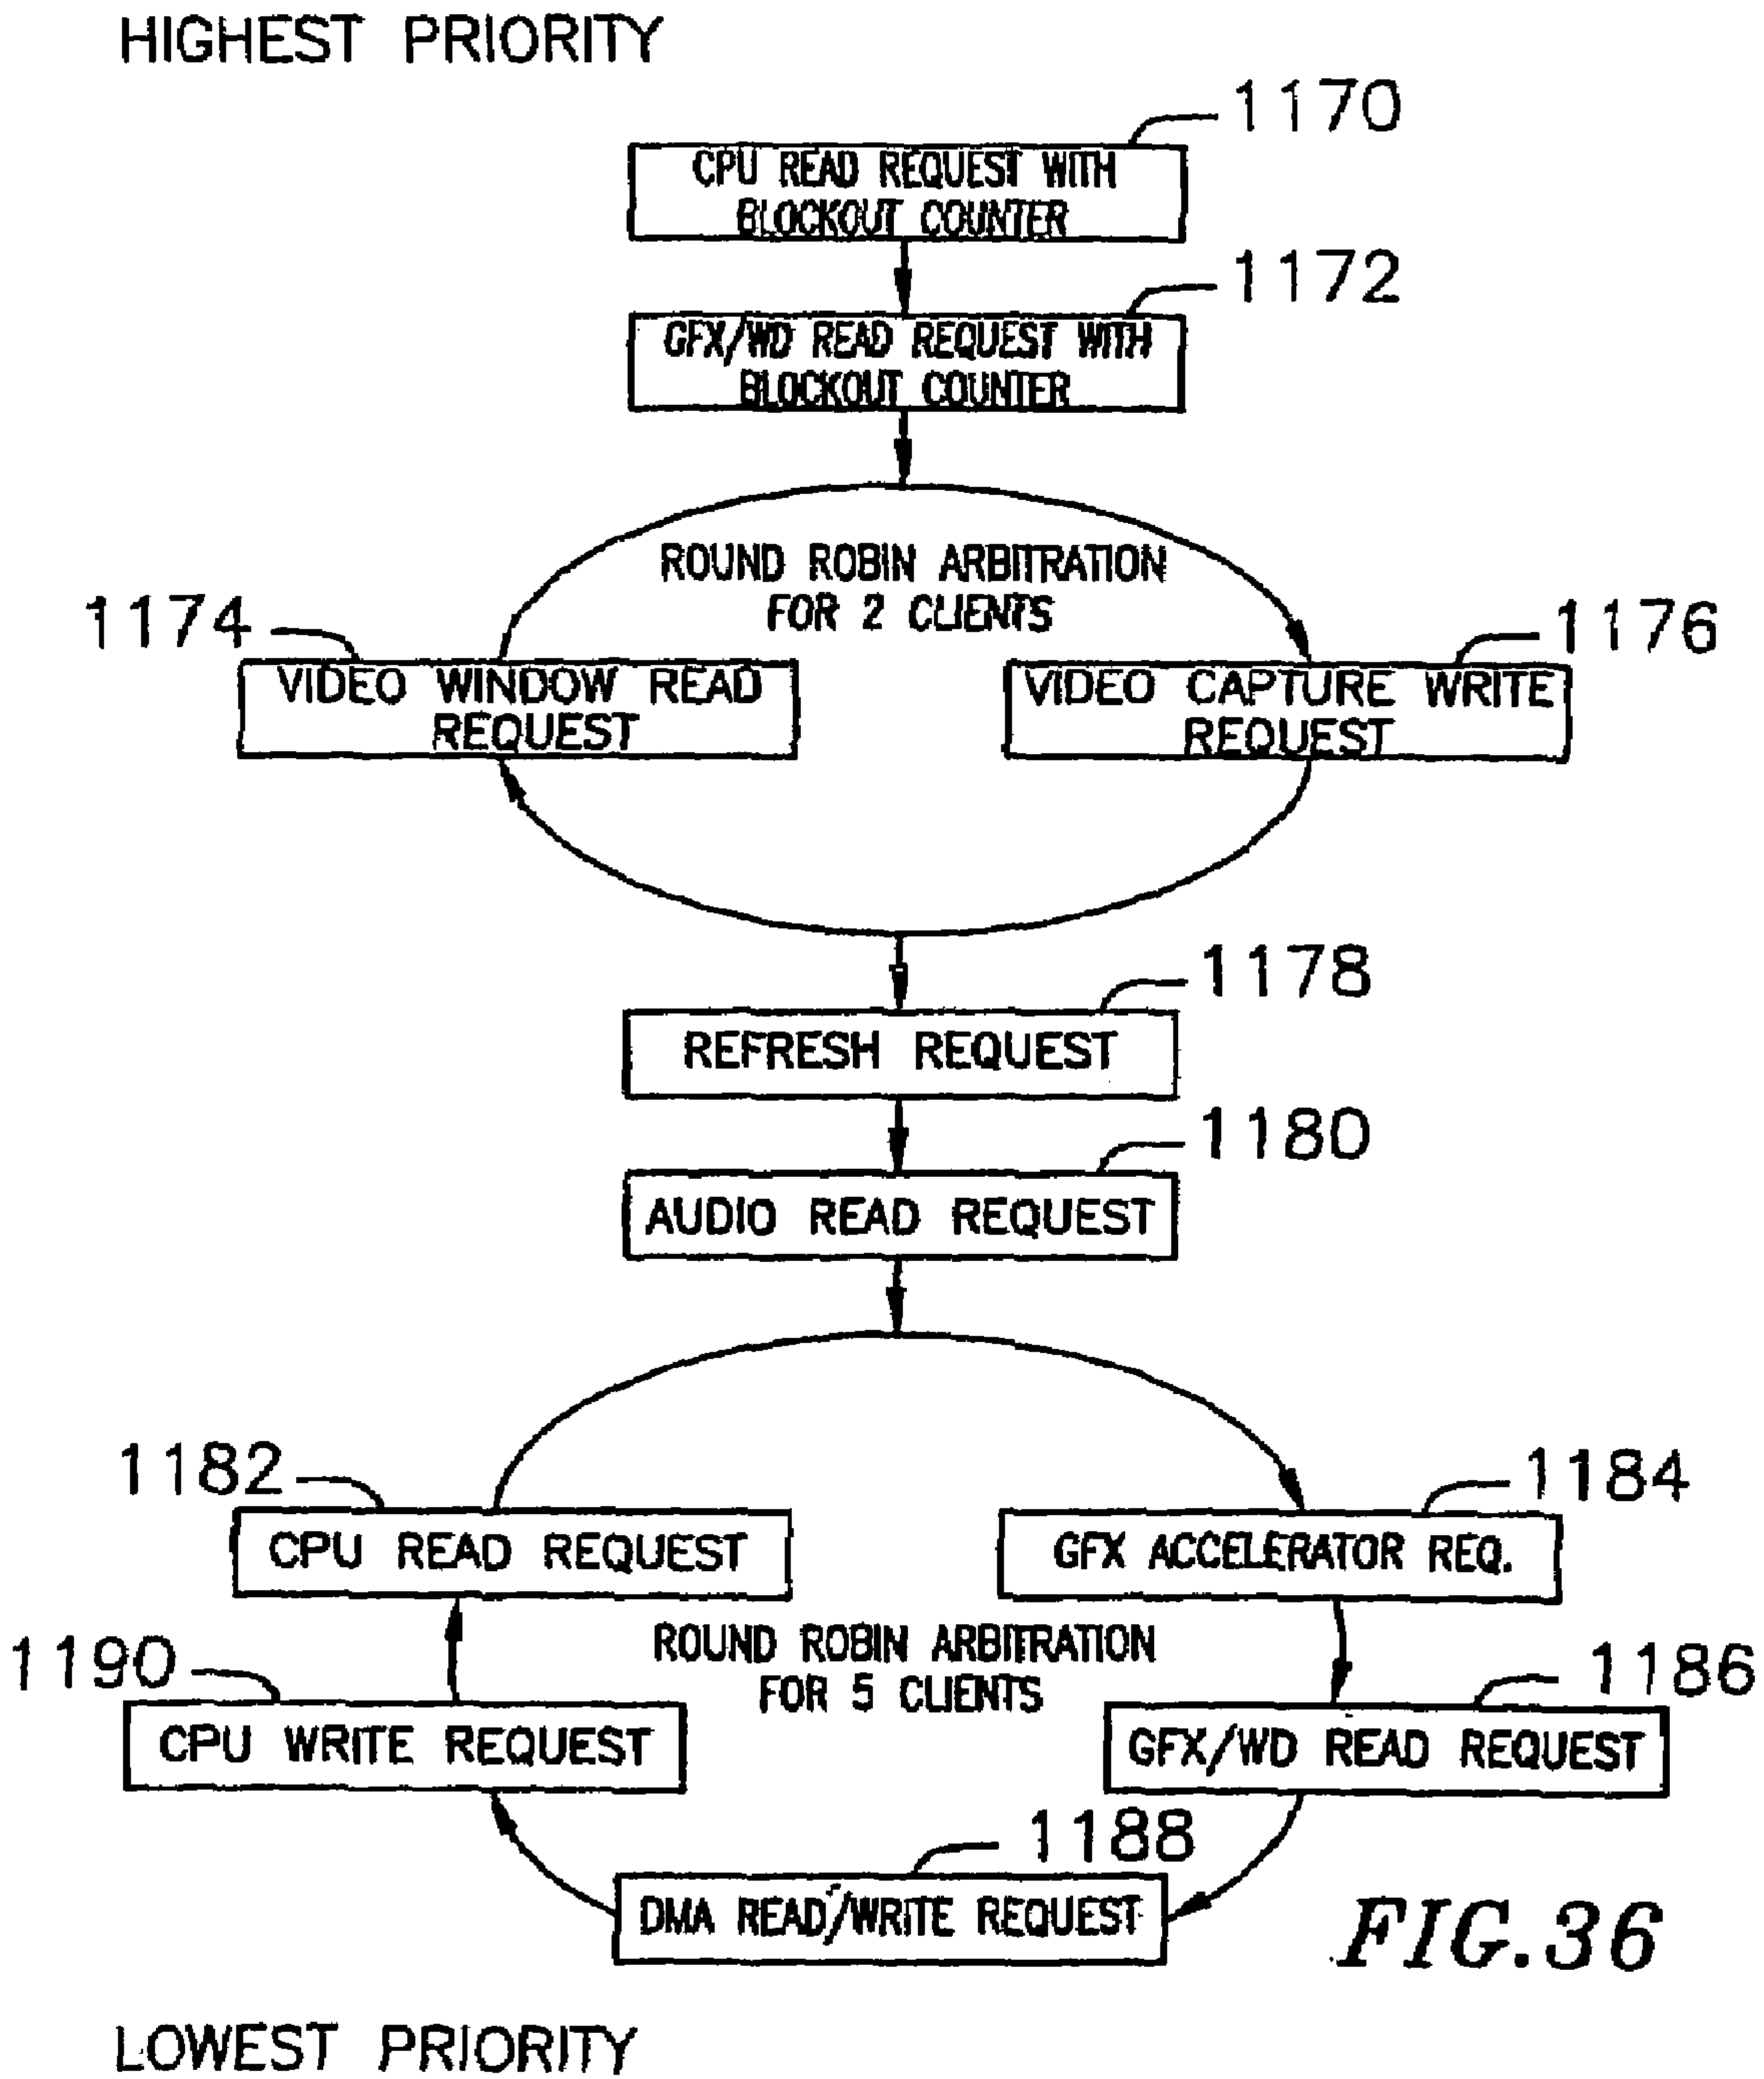 HIGHEST PRIORITY
1170
CPU READ REQUEST WITH
BLOCKOUT COUNTER
1172
GFX/WD READ REQUEST WITH
BLOCKOUT COUNTER
ROUND ROBIN ARBITRATION
FOR 2 CLIENTS
1174
1176
VIDEO WINDOW READ
REQUEST
VIDEO CAPTURE WRITE
REQUEST
1178
REFRESH REQUEST
1180
AUDIO READ REQUEST
1182
1184
CPU READ REQUEST
GFX ACCELERATOR REQ.
ROUND ROBIN ARBITRATION
FOR 5 CLIENTS
1190
1186
CPU WRITE REQUEST
GFX/WD READ REQUEST
1188
DMA READ/WRITE REQUEST
FIG.36
LOWEST PRIORITY